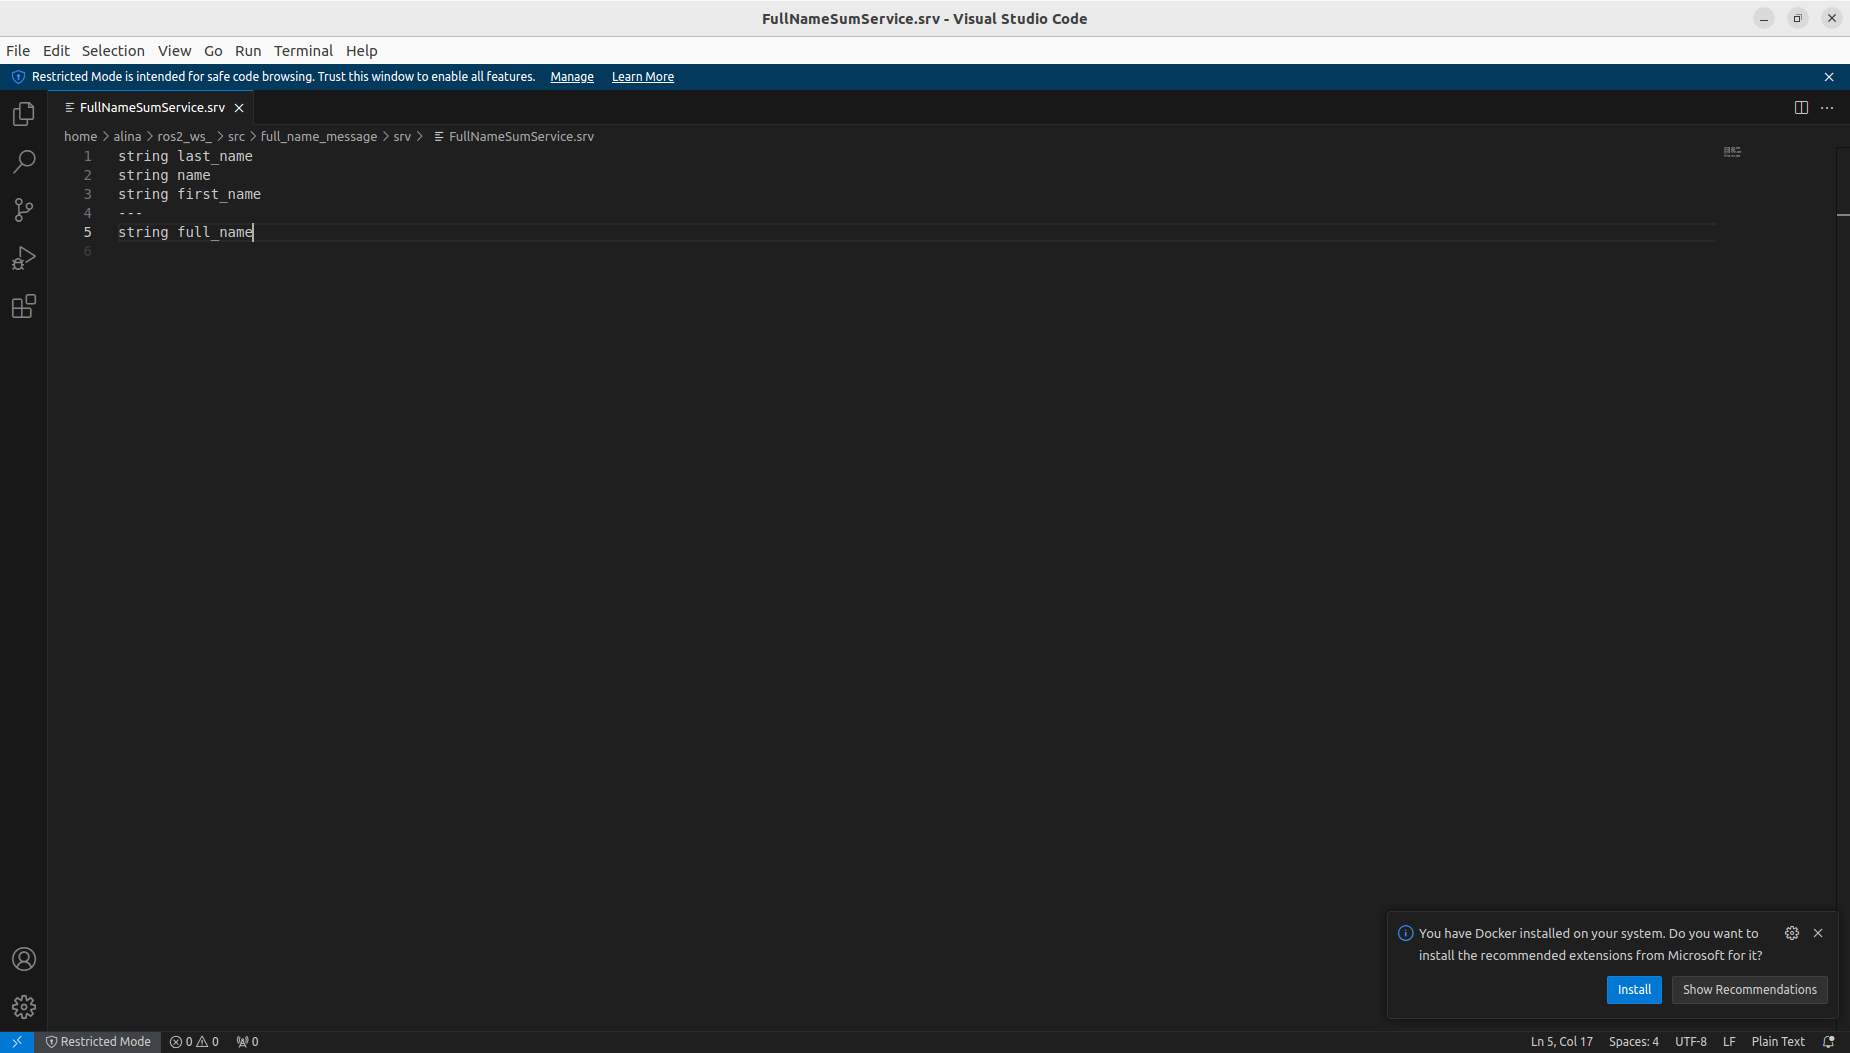 FullNameSumService.srv - Visual Studio Code
File Edit Selection View Go Run Terminal Help
Restricted Mode is intended for safe code browsing. Trust this window to enable all features. Manage Learn More
FullNameSumService.srv
home > alina > ros2_ws_ > src > full_name_message > srv > FullNameSumService.srv
1 string last_name
2 string name
3 string first_name
4 ---
5 string full_name
6
You have Docker installed on your system. Do you want to
install the recommended extensions from Microsoft for it?
Install Show Recommendations
Restricted Mode 0 0 0 Ln 5, Col 17 Spaces: 4 UTF-8 LF Plain Text